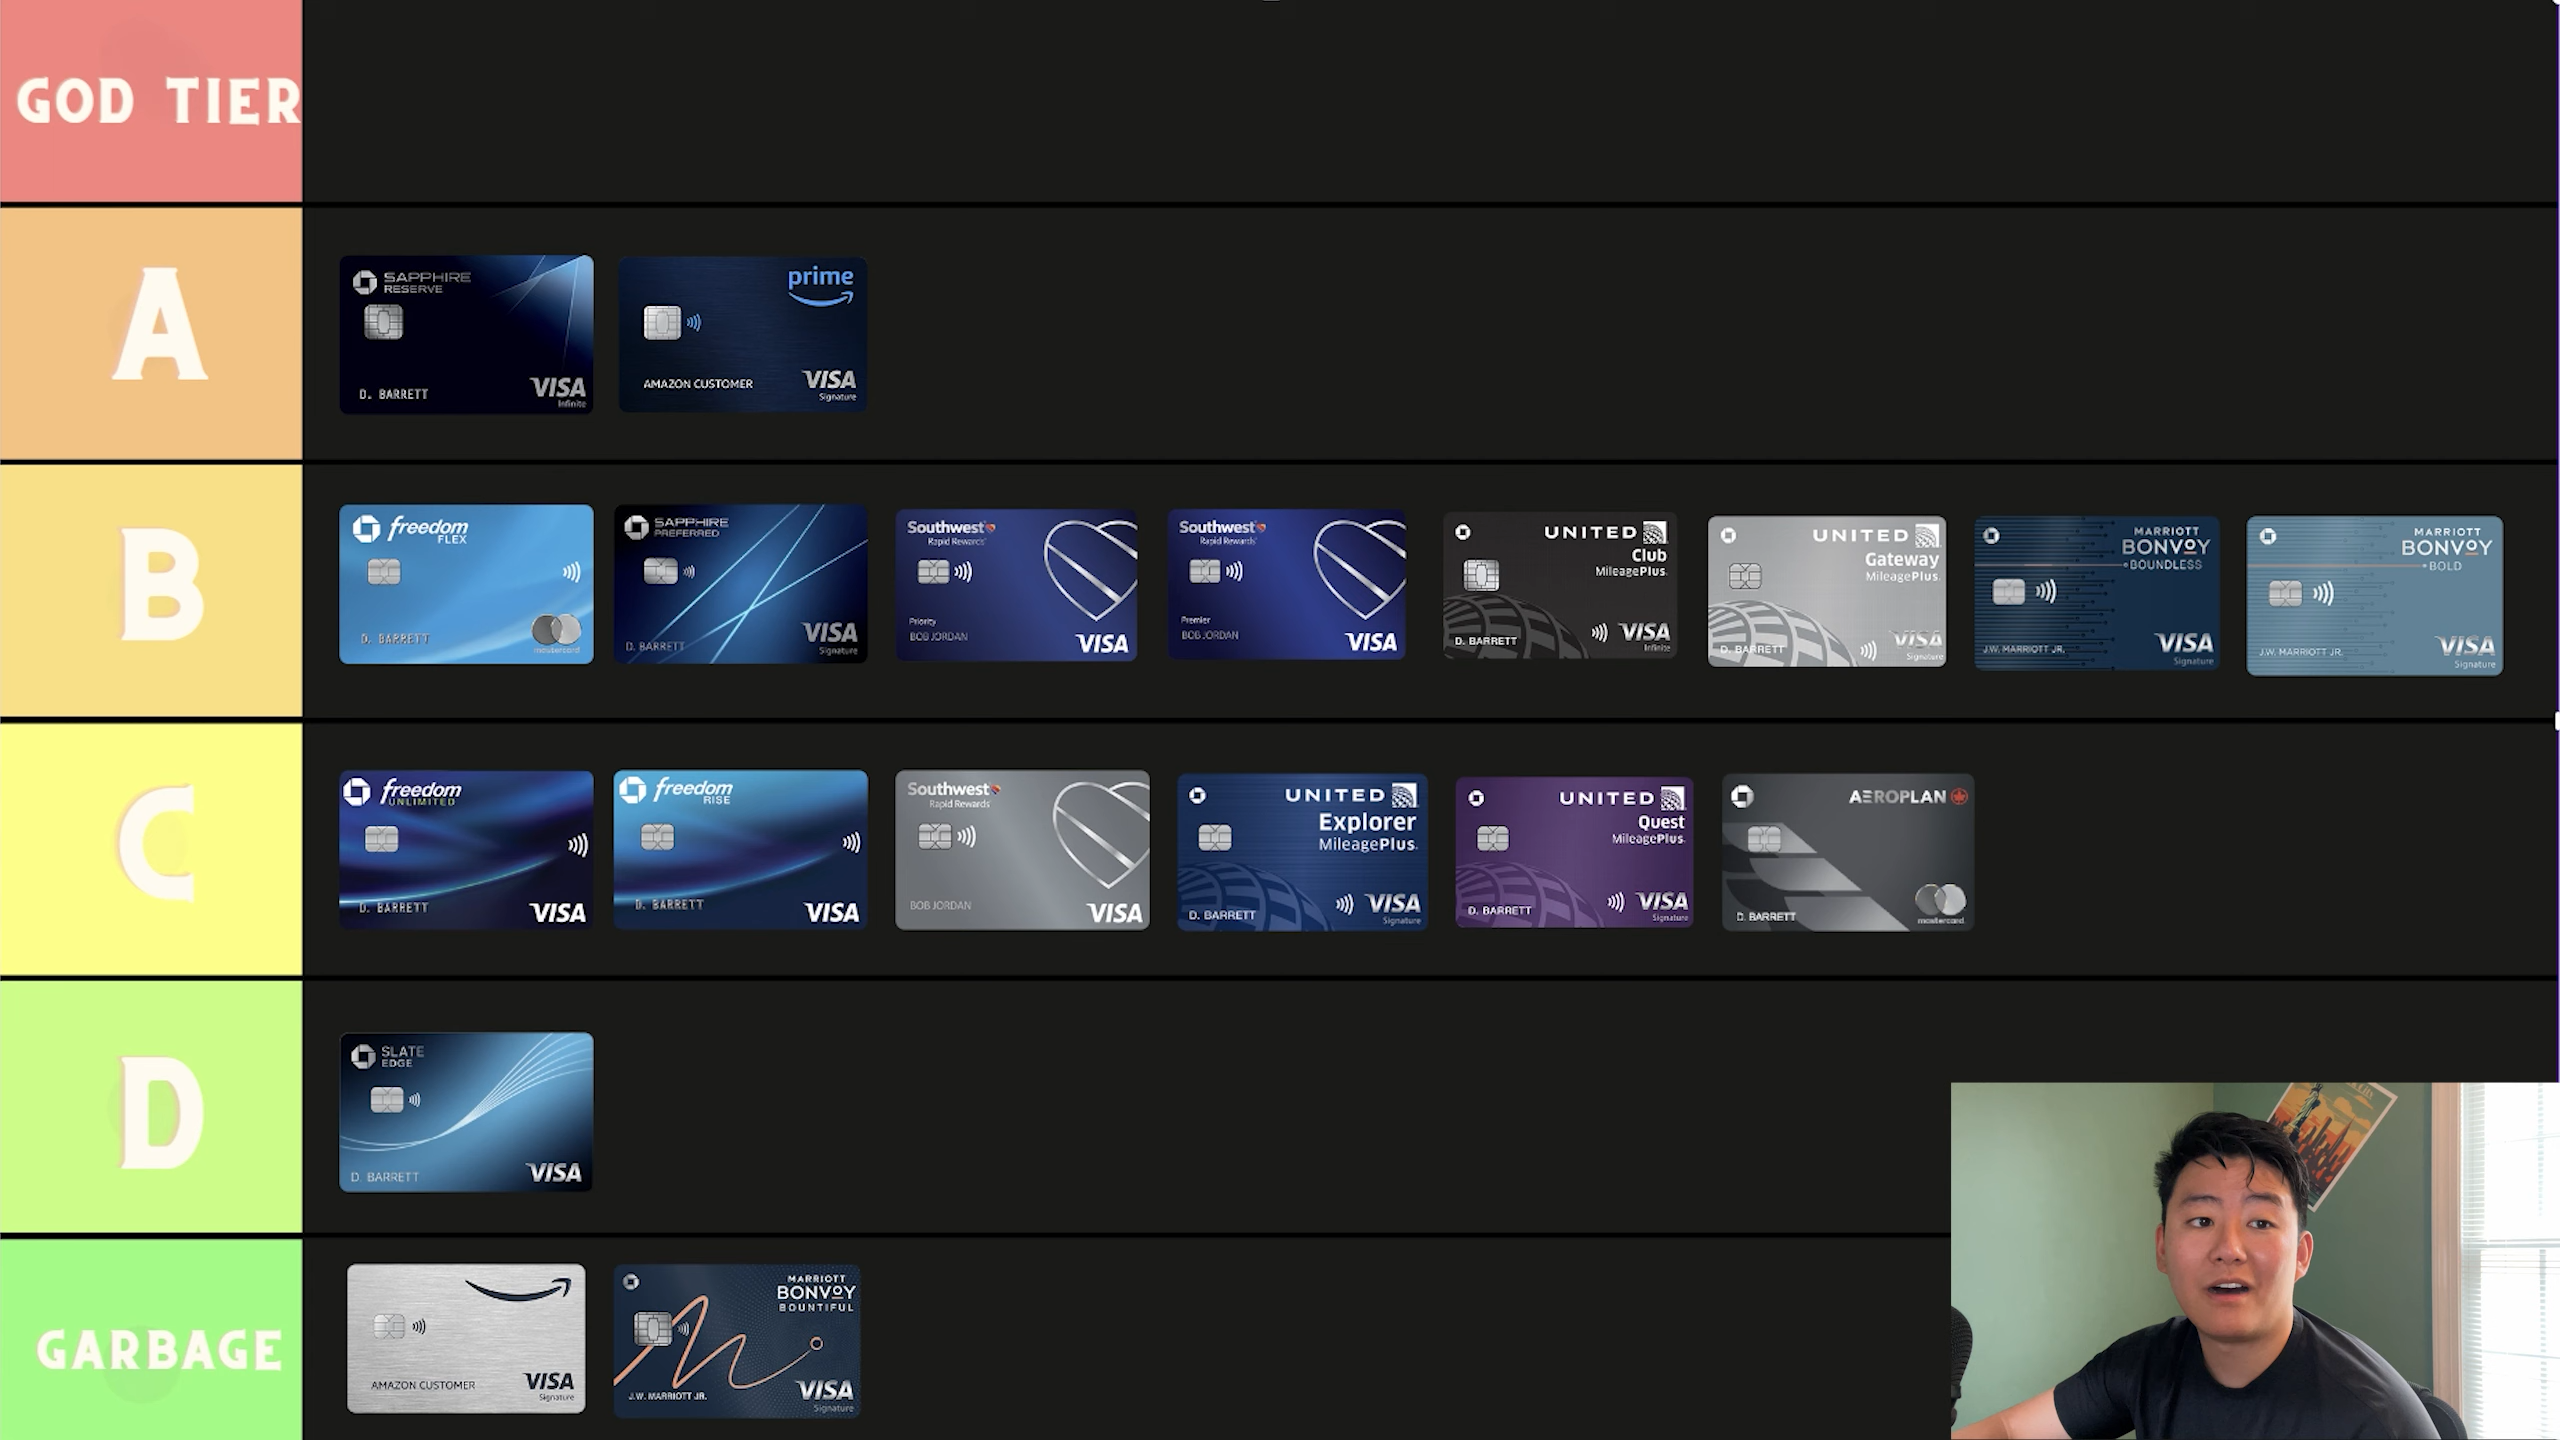 GOD TIER
A
SAPPHIRE
RESERVE
D. BARRETT
VISA
Infinite
prime
AMAZON CUSTOMER
VISA
Signature
B
freedom
FLEX
D. BARRETT
mastercard
SAPPHIRE
PREFERRED
D. BARRETT
VISA
Signature
Southwest
Rapid Rewards
Priority
BOB JORDAN
VISA
Southwest
Rapid Rewards
Premier
BOB JORDAN
VISA
UNITED
Club
MileagePlus.
D. BARRETT
VISA
Infinite
UNITED
Gateway
MileagePlus.
D. BARRETT
VISA
Signature
MARRIOTT
BONVOY
BOUNDLESS
J.W. MARRIOTT JR.
VISA
Signature
MARRIOTT
BONVOY
BOLD
J.W. MARRIOTT JR.
VISA
Signature
C
freedom
UNLIMITED
D. BARRETT
VISA
freedom
RISE
D. BARRETT
VISA
Southwest
Rapid Rewards
BOB JORDAN
VISA
UNITED
Explorer
MileagePlus.
D. BARRETT
VISA
Signature
UNITED
Quest
MileagePlus.
D. BARRETT
VISA
Signature
AEROPLAN
D. BARRETT
mastercard
D
SLATE
EDGE
D. BARRETT
VISA
GARBAGE
AMAZON CUSTOMER
VISA
Signature
MARRIOTT
BONVOY
BOUNTIFUL
J.W. MARRIOTT JR.
VISA
Signature